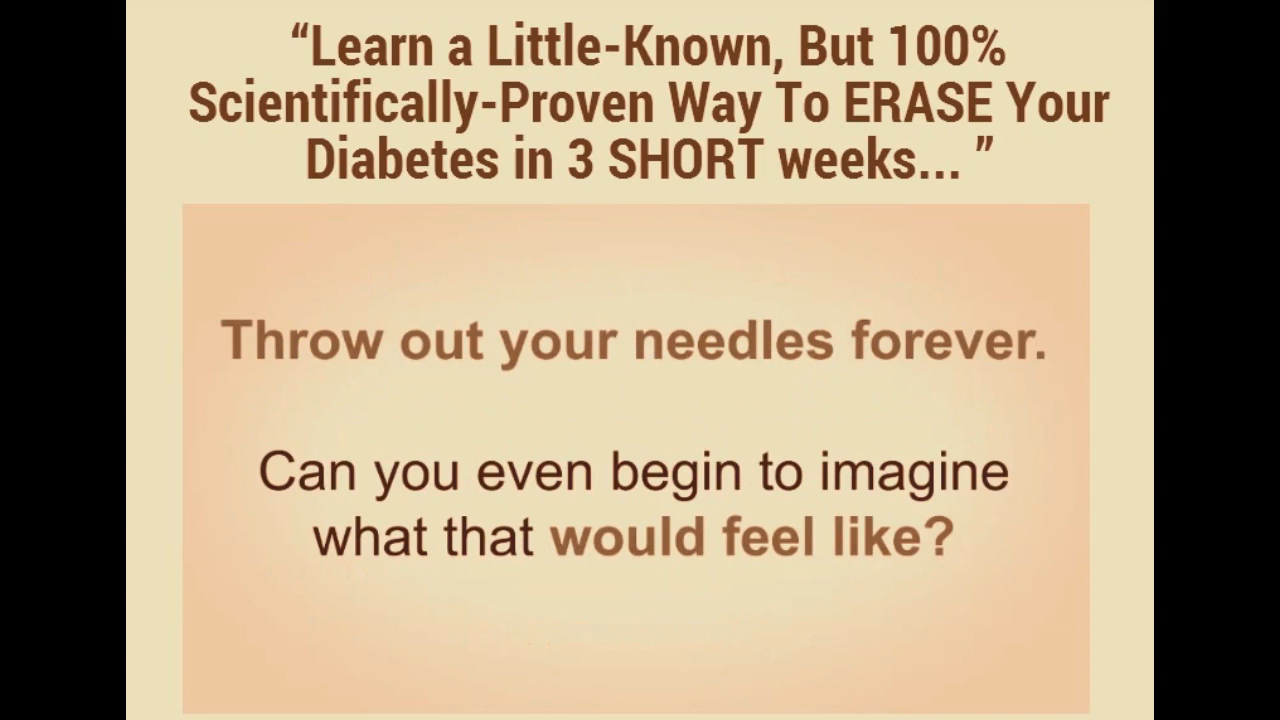 “Learn a Little-Known, But 100%
Scientifically-Proven Way To ERASE Your
Diabetes in 3 SHORT weeks... ”
Throw out your needles forever.
Can you even begin to imagine
what that would feel like?